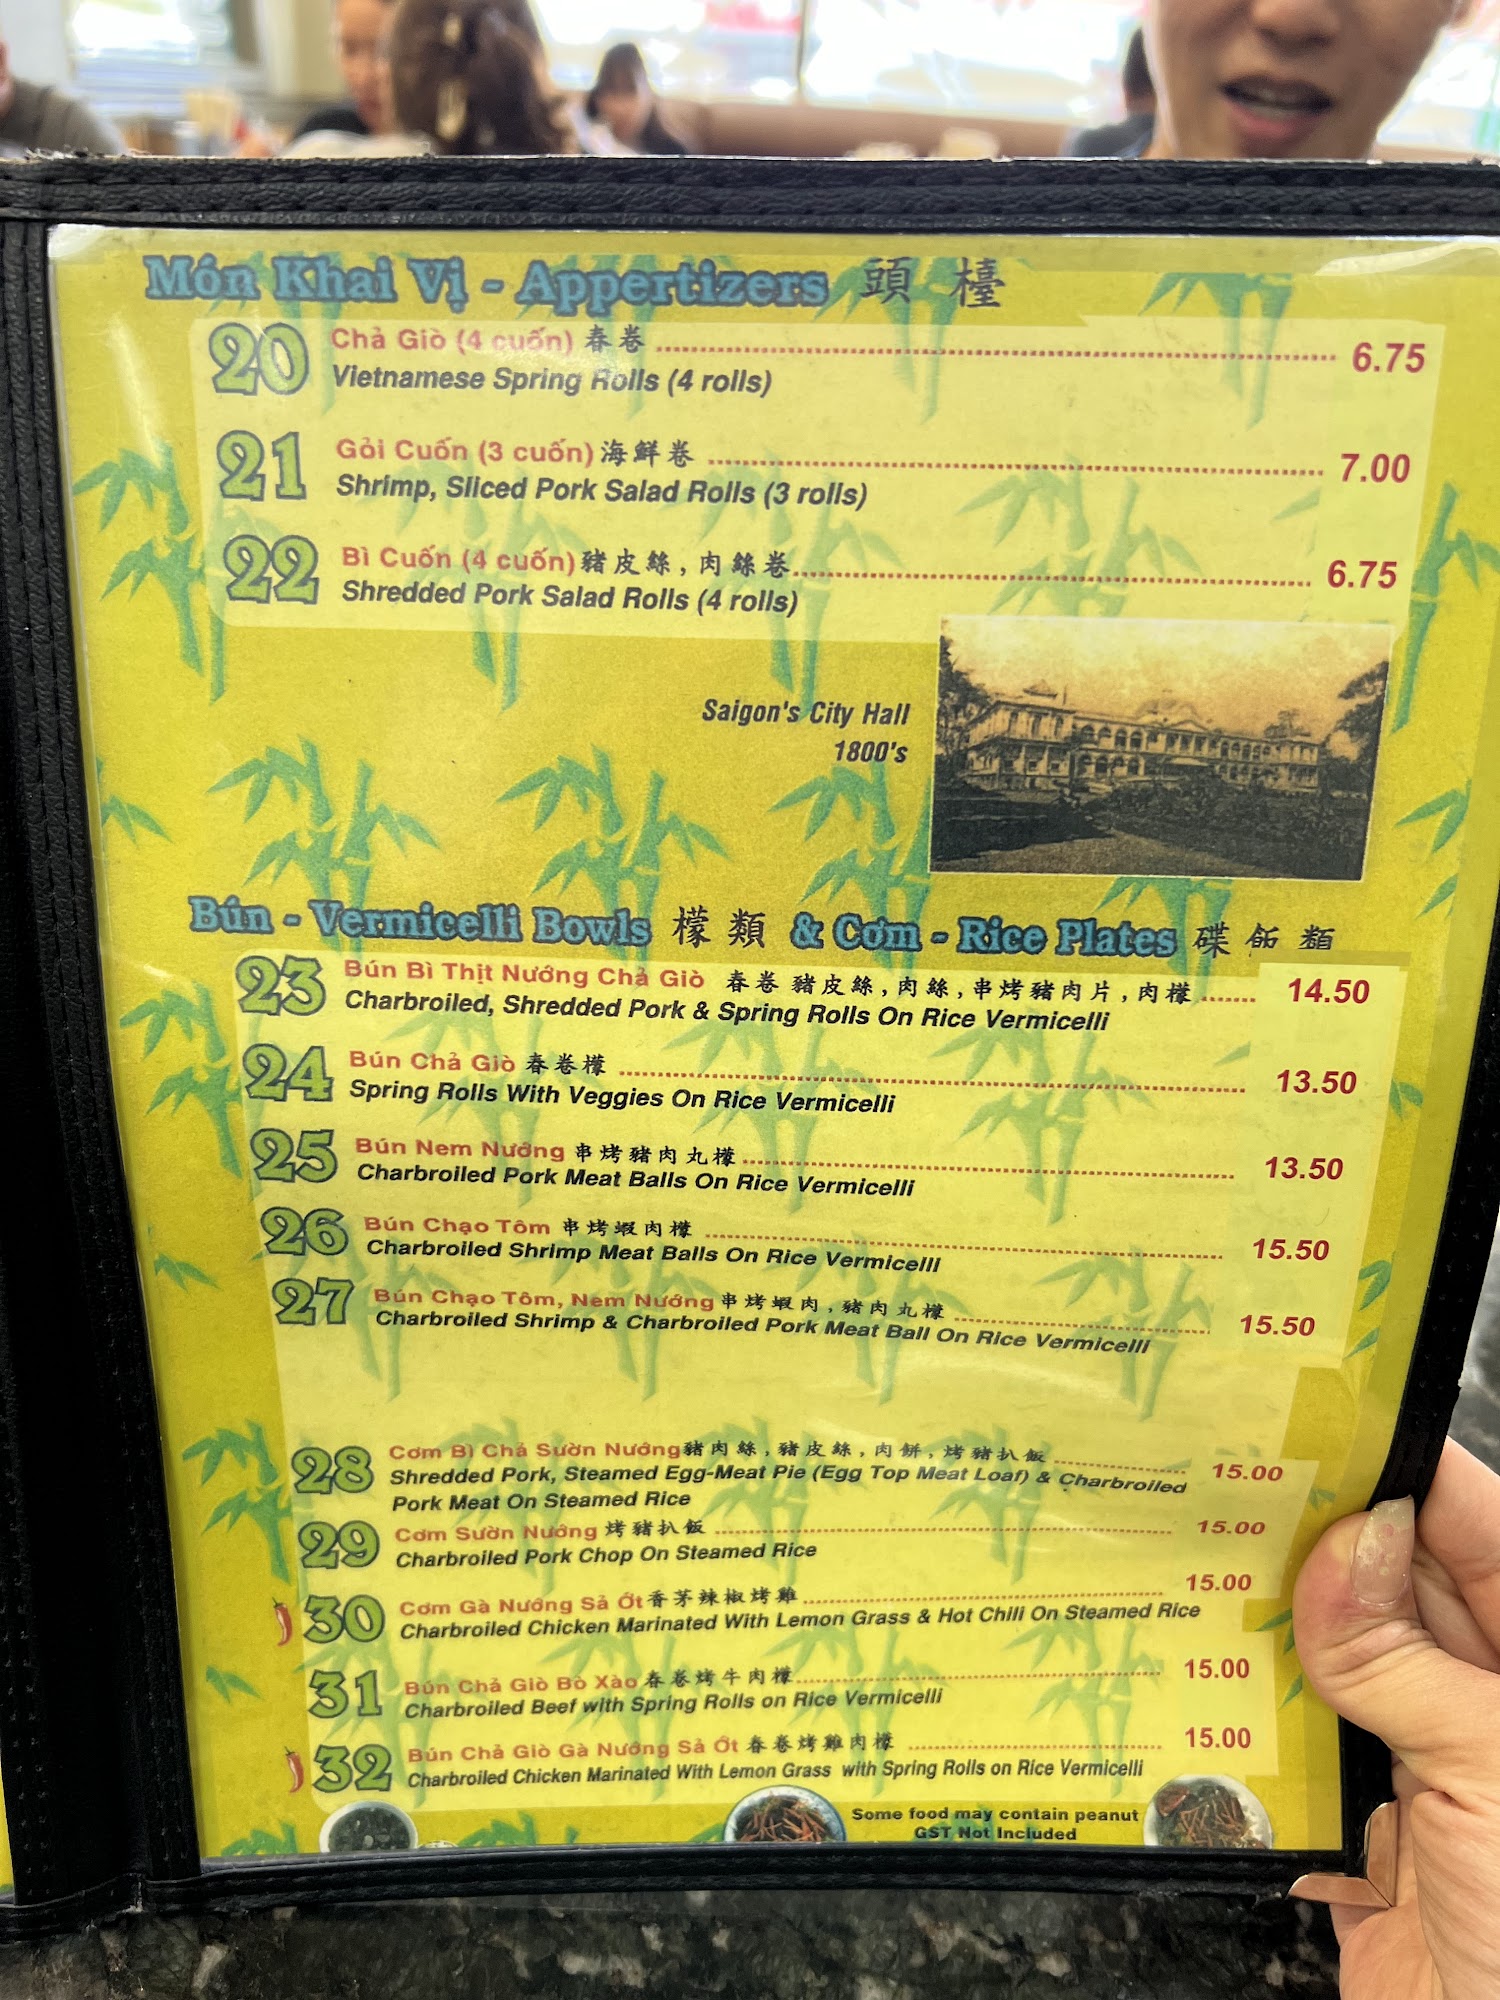 Món Khai Vị - Appertizers 頭 檯
20 Chả Giò (4 cuốn) 春卷 6.75
Vietnamese Spring Rolls (4 rolls)
21 Gỏi Cuốn (3 cuốn) 海鮮卷 7.00
Shrimp, Sliced Pork Salad Rolls (3 rolls)
22 Bì Cuốn (4 cuốn) 豬皮絲, 肉絲卷 6.75
Shredded Pork Salad Rolls (4 rolls)
Saigon's City Hall
1800's
Bún - Vermicelli Bowls 檬 類 & Cơm - Rice Plates 碟 飯 類
23 Bún Bì Thịt Nướng Chả Giò 春卷 豬皮絲, 肉絲, 串烤豬肉片, 肉檬 14.50
Charbroiled, Shredded Pork & Spring Rolls On Rice Vermicelli
24 Bún Chả Giò 春卷檬 13.50
Spring Rolls With Veggies On Rice Vermicelli
25 Bún Nem Nướng 串烤豬肉丸檬 13.50
Charbroiled Pork Meat Balls On Rice Vermicelli
26 Bún Chạo Tôm 串烤蝦肉檬 15.50
Charbroiled Shrimp Meat Balls On Rice Vermicelli
27 Bún Chạo Tôm, Nem Nướng 串烤蝦肉, 豬肉丸檬 15.50
Charbroiled Shrimp & Charbroiled Pork Meat Ball On Rice Vermicelli
28 Cơm Bì Chả Sườn Nướng 豬肉絲, 豬皮絲, 肉餅, 烤豬扒飯 15.00
Shredded Pork, Steamed Egg-Meat Pie (Egg Top Meat Loaf) & Charbroiled
Pork Meat On Steamed Rice
29 Cơm Sườn Nướng 烤豬扒飯 15.00
Charbroiled Pork Chop On Steamed Rice
30 Cơm Gà Nướng Sả Ớt 香茅辣椒烤雞 15.00
Charbroiled Chicken Marinated With Lemon Grass & Hot Chili On Steamed Rice
31 Bún Chả Giò Bò Xào 春卷烤牛肉檬 15.00
Charbroiled Beef with Spring Rolls on Rice Vermicelli
32 Bún Chả Giò Gà Nướng Sả Ớt 春卷烤雞肉檬 15.00
Charbroiled Chicken Marinated With Lemon Grass with Spring Rolls on Rice Vermicelli
Some food may contain peanut
GST Not Included